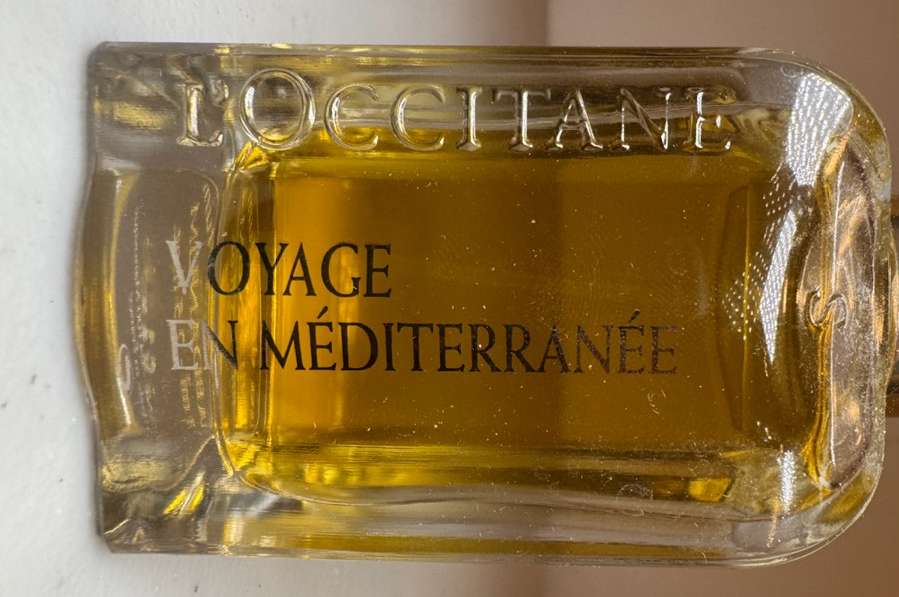 L'OCCITANE
VOYAGE
EN MÉDITERRANÉE